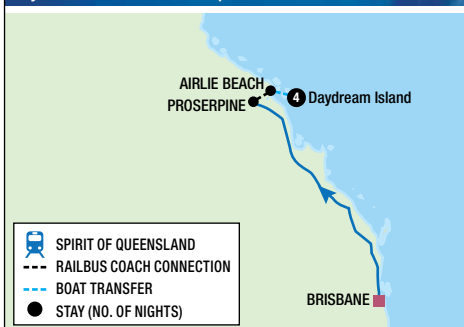 AIRLIE BEACH
PROSERPINE
4 Daydream Island
SPIRIT OF QUEENSLAND
RAILBUS COACH CONNECTION
BOAT TRANSFER
STAY (NO. OF NIGHTS)
BRISBANE